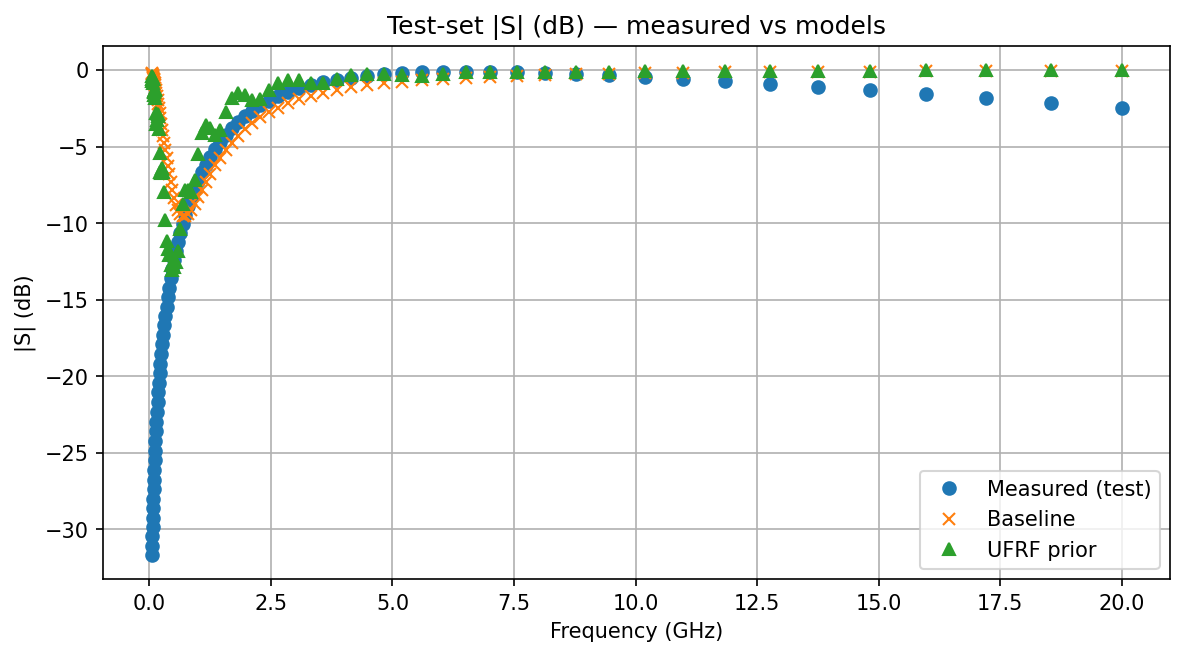 Test-set |S| (dB) — measured vs models
|S| (dB)
0
−5
−10
−15
−20
−25
−30
Measured (test)
Baseline
UFRF prior
0.0 2.5 5.0 7.5 10.0 12.5 15.0 17.5 20.0
Frequency (GHz)